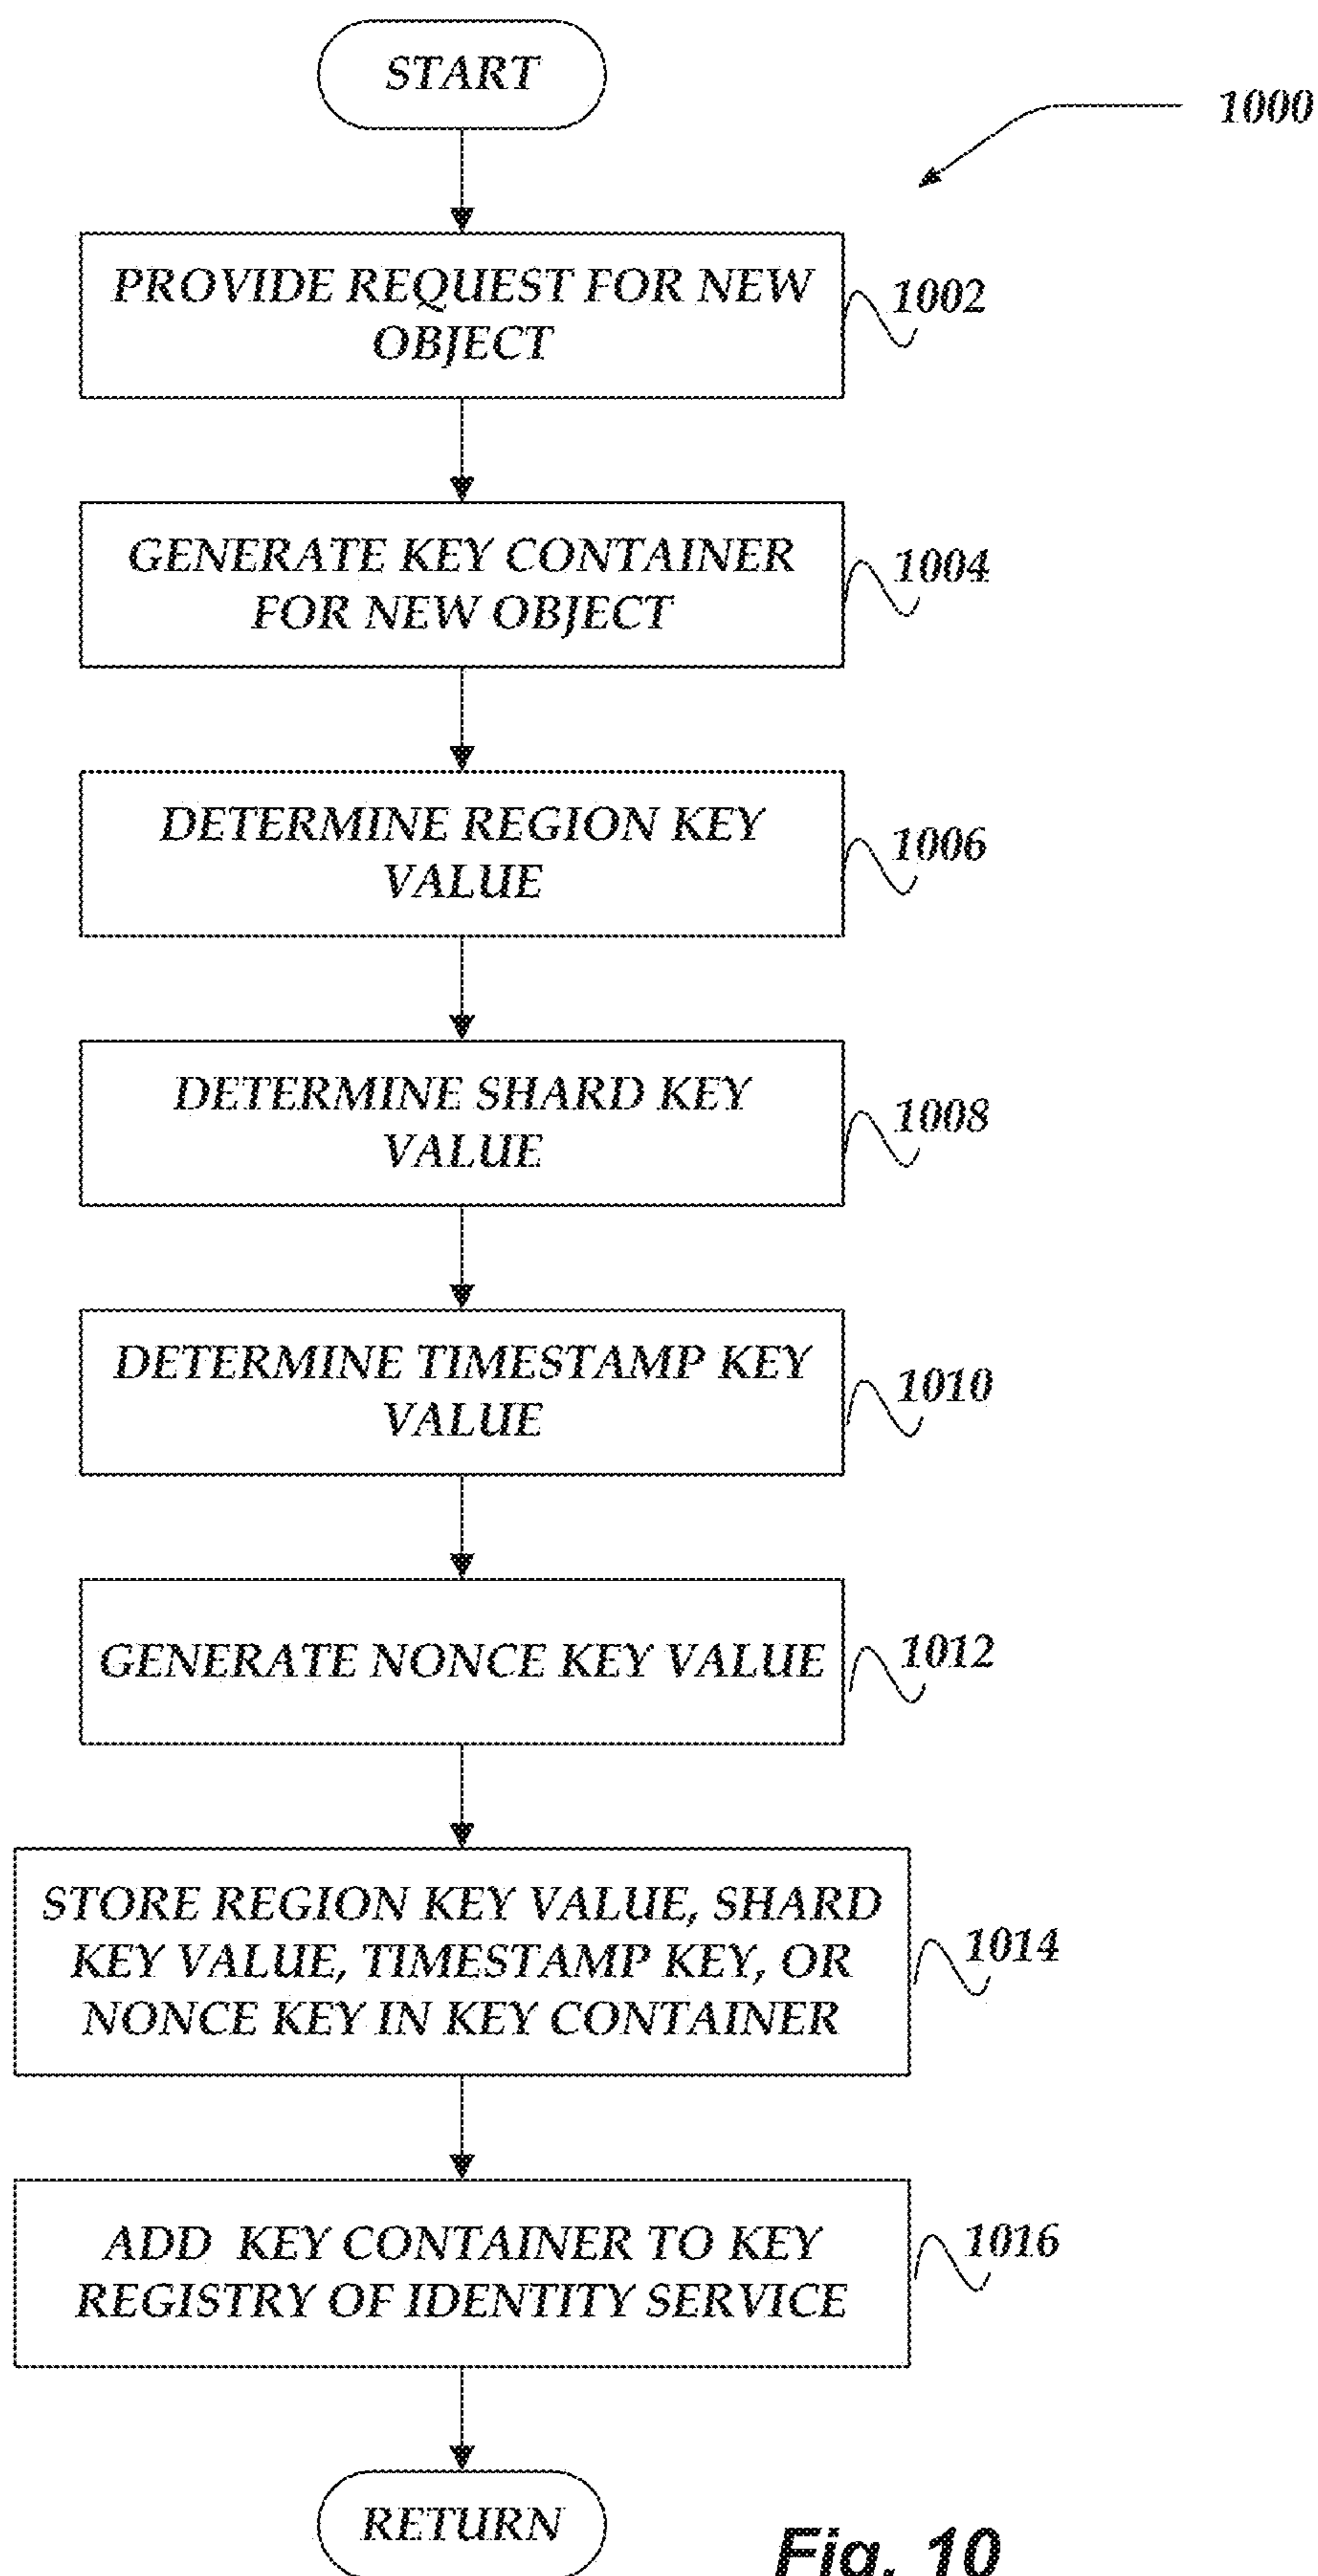 START
1000
PROVIDE REQUEST FOR NEW
OBJECT
1002
GENERATE KEY CONTAINER
FOR NEW OBJECT
1004
DETERMINE REGION KEY
VALUE
1006
DETERMINE SHARD KEY
VALUE
1008
DETERMINE TIMESTAMP KEY
VALUE
1010
GENERATE NONCE KEY VALUE
1012
STORE REGION KEY VALUE, SHARD
KEY VALUE, TIMESTAMP KEY, OR
NONCE KEY IN KEY CONTAINER
1014
ADD KEY CONTAINER TO KEY
REGISTRY OF IDENTITY SERVICE
1016
RETURN
Fig. 10